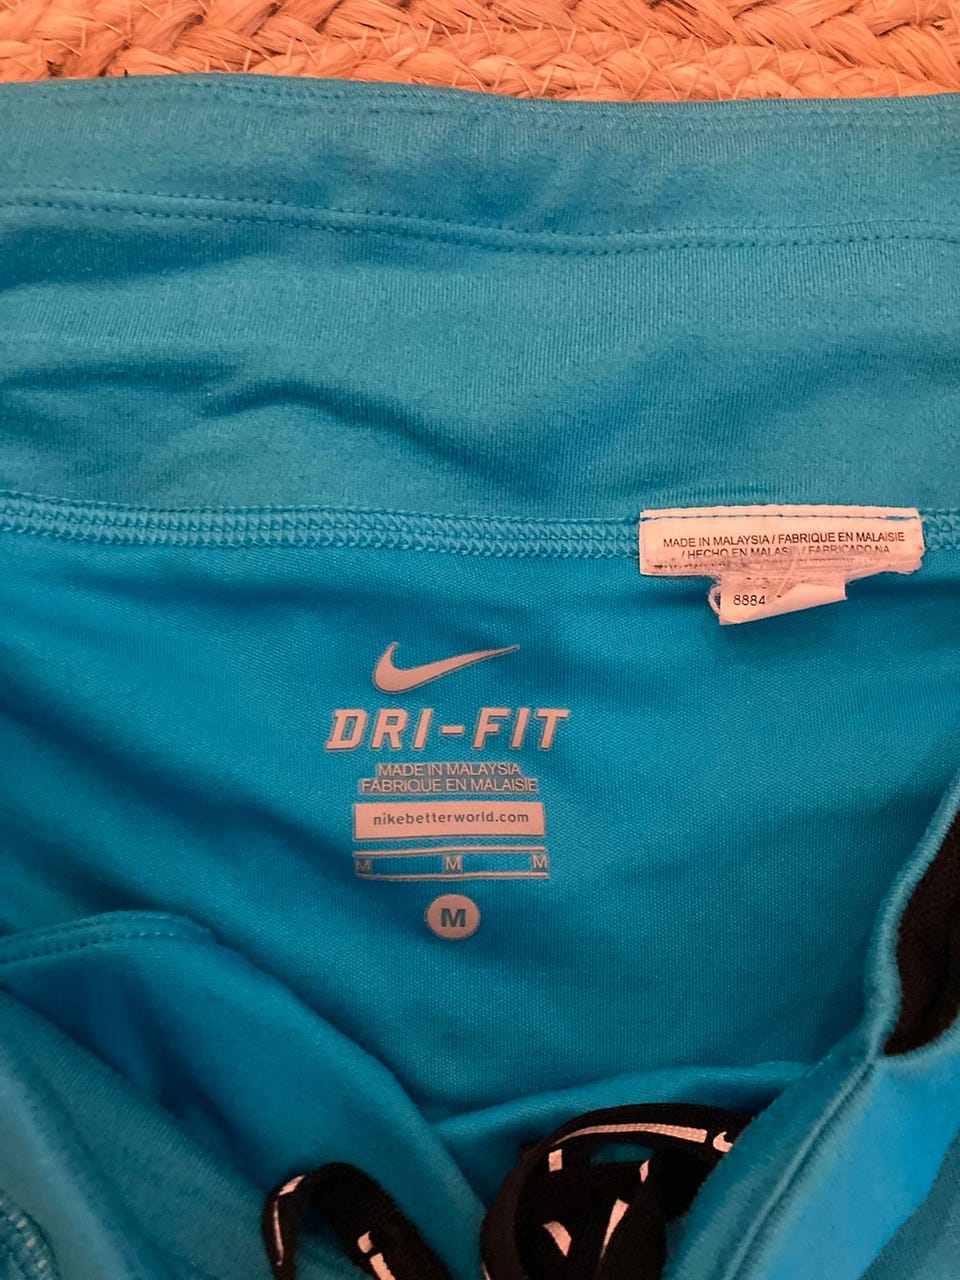 MADE IN MALAYSIA / FABRIQUE EN MALAISIE
/ HECHO EN MALASI / FABRICADO NA
8884
DRI-FIT
MADE IN MALAYSIA
FABRIQUE EN MALAISIE
nikebetterworld.com
M M M
M